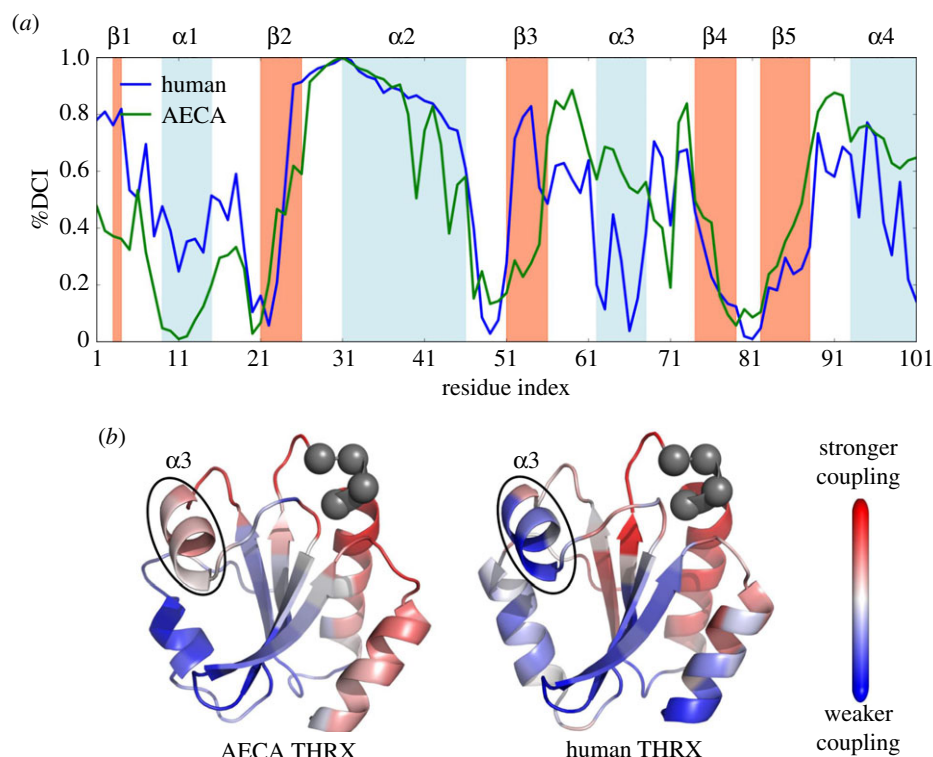 (a)
β1 α1 β2 α2 β3 α3 β4 β5 α4
human
AECA
%DCI
1.0
0.8
0.6
0.4
0.2
0
1 11 21 31 41 51 61 71 81 91 101
residue index
(b)
α3
α3
stronger
coupling
weaker
coupling
AECA THRX
human THRX